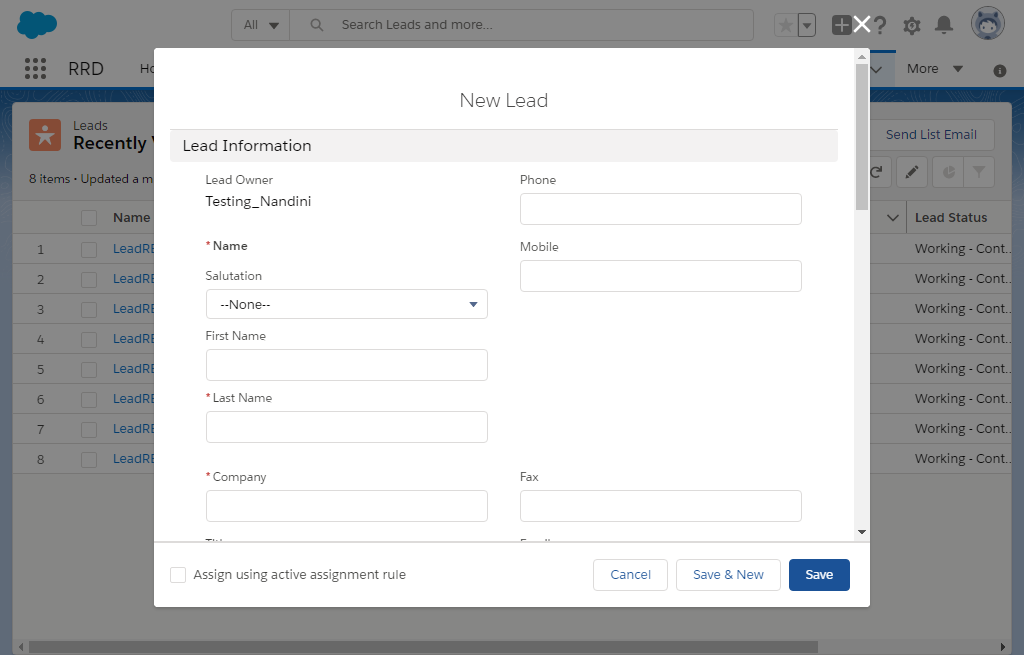 All
Search Leads and more...
RRD
More
Leads
Recently
Send List Email
8 items • Updated a m
Name
Lead Status
1 LeadRE Working - Cont...
2 LeadRE Working - Cont...
3 LeadRE Working - Cont...
4 LeadRE Working - Cont...
5 LeadRE Working - Cont...
6 LeadRE Working - Cont...
7 LeadRE Working - Cont...
8 LeadRE Working - Cont...
New Lead
Lead Information
Lead Owner
Testing_Nandini
Phone
*Name
Mobile
Salutation
--None--
First Name
*Last Name
*Company
Fax
Assign using active assignment rule
Cancel
Save & New
Save